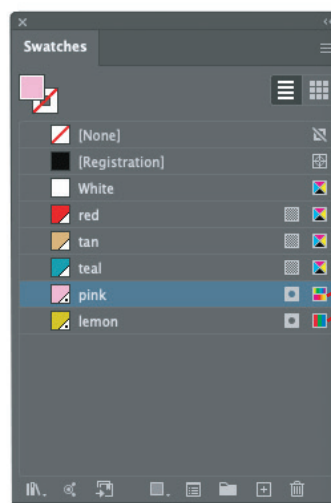 Swatches
[None]
[Registration]
White
red
tan
teal
pink
lemon